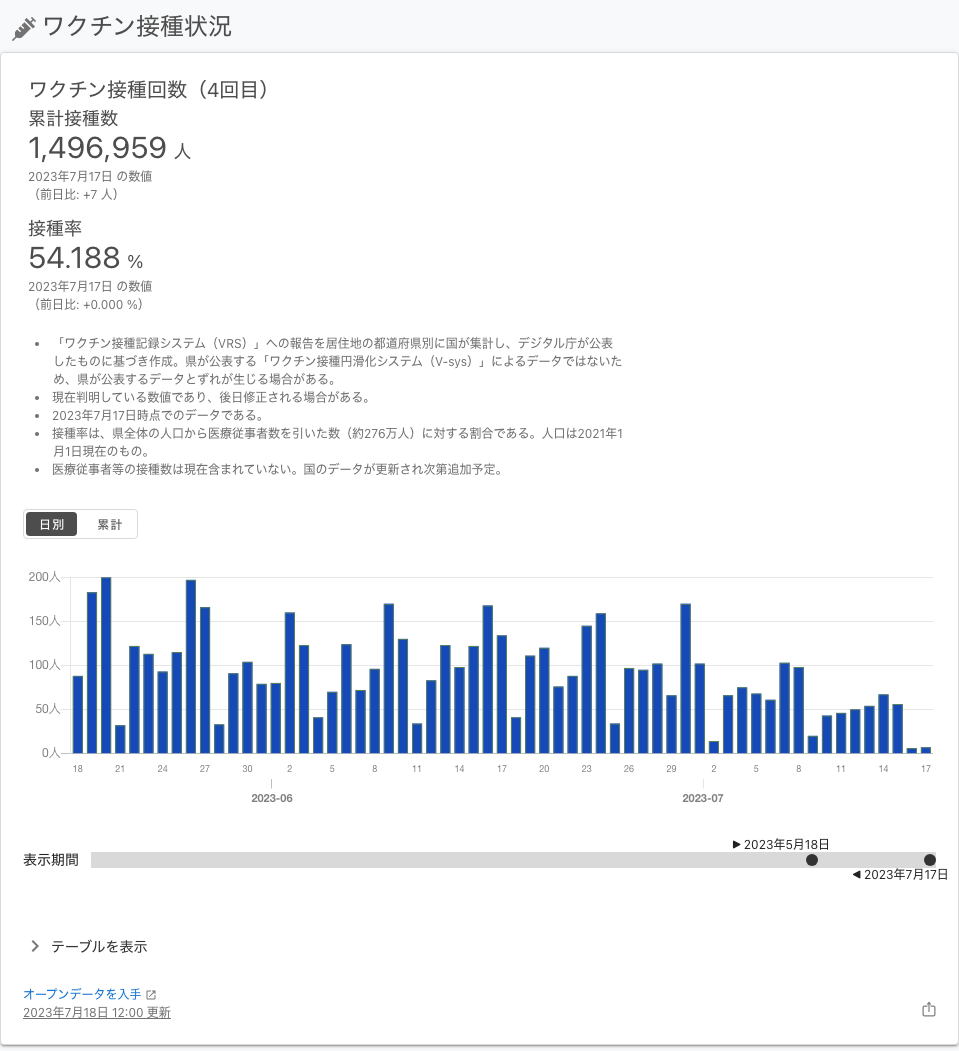 ワクチン接種状況
ワクチン接種回数（4回目）
累計接種数
1,496,959 人
2023年7月17日 の数値
（前日比: +7 人）
接種率
54.188 %
2023年7月17日 の数値
（前日比: +0.000 %）
• 「ワクチン接種記録システム（VRS）」への報告を居住地の都道府県別に国が集計し、デジタル庁が公表
したものに基づき作成。県が公表する「ワクチン接種円滑化システム（V-sys）」によるデータではないた
め、県が公表するデータとずれが生じる場合がある。
• 現在判明している数値であり、後日修正される場合がある。
• 2023年7月17日時点でのデータである。
• 接種率は、県全体の人口から医療従事者数を引いた数（約276万人）に対する割合である。人口は2021年1
月1日現在のもの。
• 医療従事者等の接種数は現在含まれていない。国のデータが更新され次第追加予定。
日別 累計
200人
150人
100人
50人
0人
18 21 24 27 30 2 5 8 11 14 17 20 23 26 29 2 5 8 11 14 17
2023-06 2023-07
▶ 2023年5月18日
表示期間
◀ 2023年7月17日
テーブルを表示
オープンデータを入手
2023年7月18日 12:00 更新